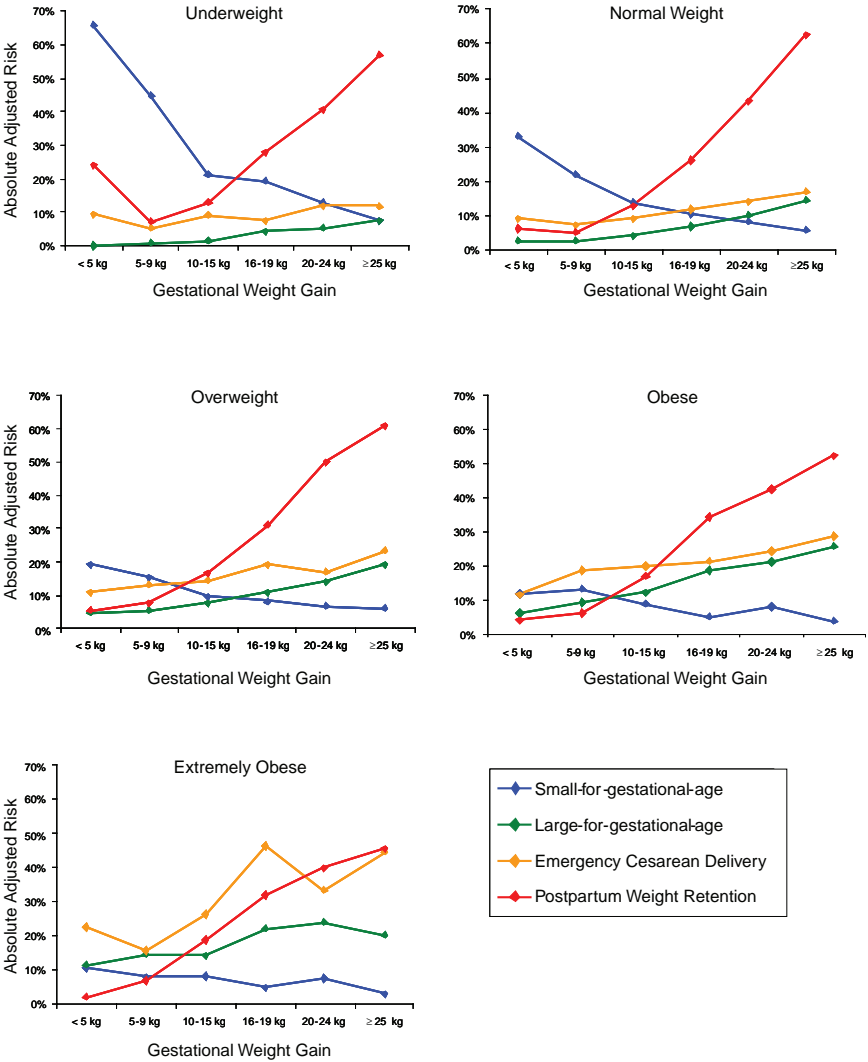 Underweight
Absolute Adjusted Risk
70%
60%
50%
40%
30%
20%
10%
0%
< 5 kg 5-9 kg 10-15 kg 16-19 kg 20-24 kg ≥25 kg
Gestational Weight Gain
Normal Weight
70%
60%
50%
40%
30%
20%
10%
0%
< 5 kg 5-9 kg 10-15 kg 16-19 kg 20-24 kg ≥25 kg
Gestational Weight Gain
Overweight
Absolute Adjusted Risk
70%
60%
50%
40%
30%
20%
10%
0%
< 5 kg 5-9 kg 10-15 kg 16-19 kg 20-24 kg ≥25 kg
Gestational Weight Gain
Obese
70%
60%
50%
40%
30%
20%
10%
0%
< 5 kg 5-9 kg 10-15 kg 16-19 kg 20-24 kg ≥25 kg
Gestational Weight Gain
Extremely Obese
Absolute Adjusted Risk
70%
60%
50%
40%
30%
20%
10%
0%
< 5 kg 5-9 kg 10-15 kg 16-19 kg 20-24 kg ≥25 kg
Gestational Weight Gain
Small-for-gestational-age
Large-for-gestational-age
Emergency Cesarean Delivery
Postpartum Weight Retention